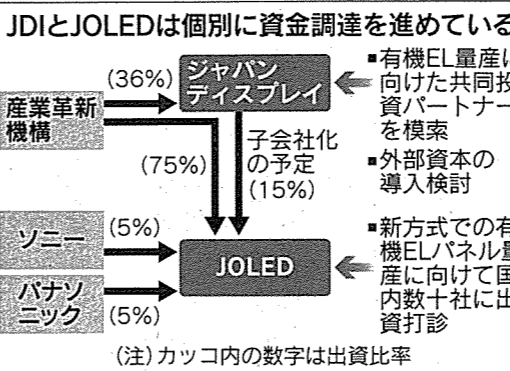 JDIとJOLEDは個別に資金調達を進めている
(36%)
ジャパン
ディスプレイ
産業革新
機構
▪有機EL量産に
向けた共同投
資パートナー
を模索
▪外部資本の
導入検討
(75%)
子会社化
の予定
(15%)
ソニー
(5%)
パナソ
ニック
(5%)
JOLED
▪新方式での有
機ELパネル量
産に向けて国
内数十社に出
資打診
(注)カッコ内の数字は出資比率